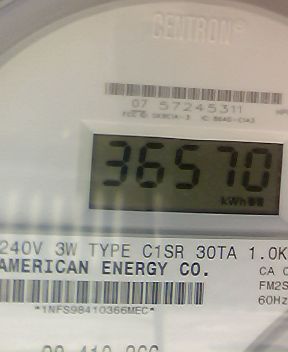 CENTRON®
07 57245311
36570
kWh
240V 3W TYPE C1SR 30TA 1.0K
AMERICAN ENERGY CO.
CA 0
FM2S
60Hz
*1NFS98410366MEC*